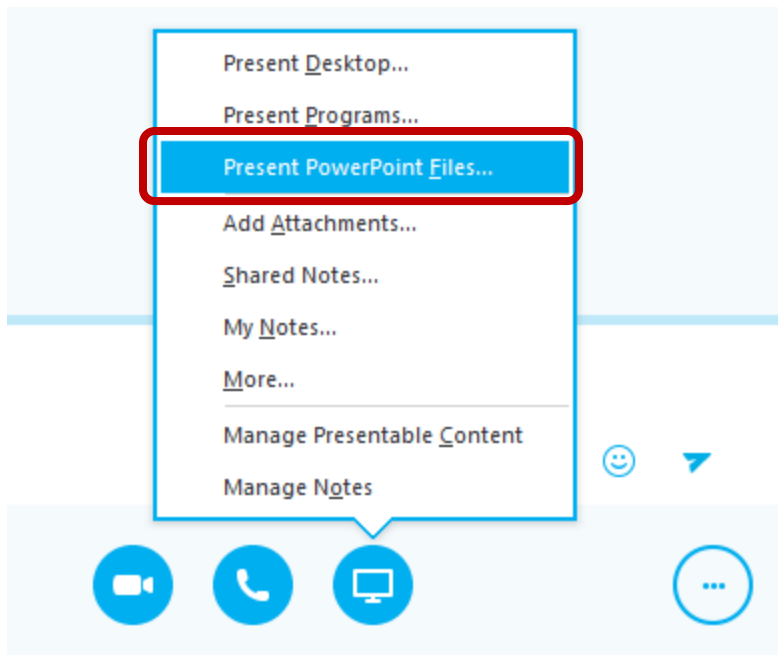 Present Desktop...
Present Programs...
Present PowerPoint Files...
Add Attachments...
Shared Notes...
My Notes...
More...
Manage Presentable Content
Manage Notes